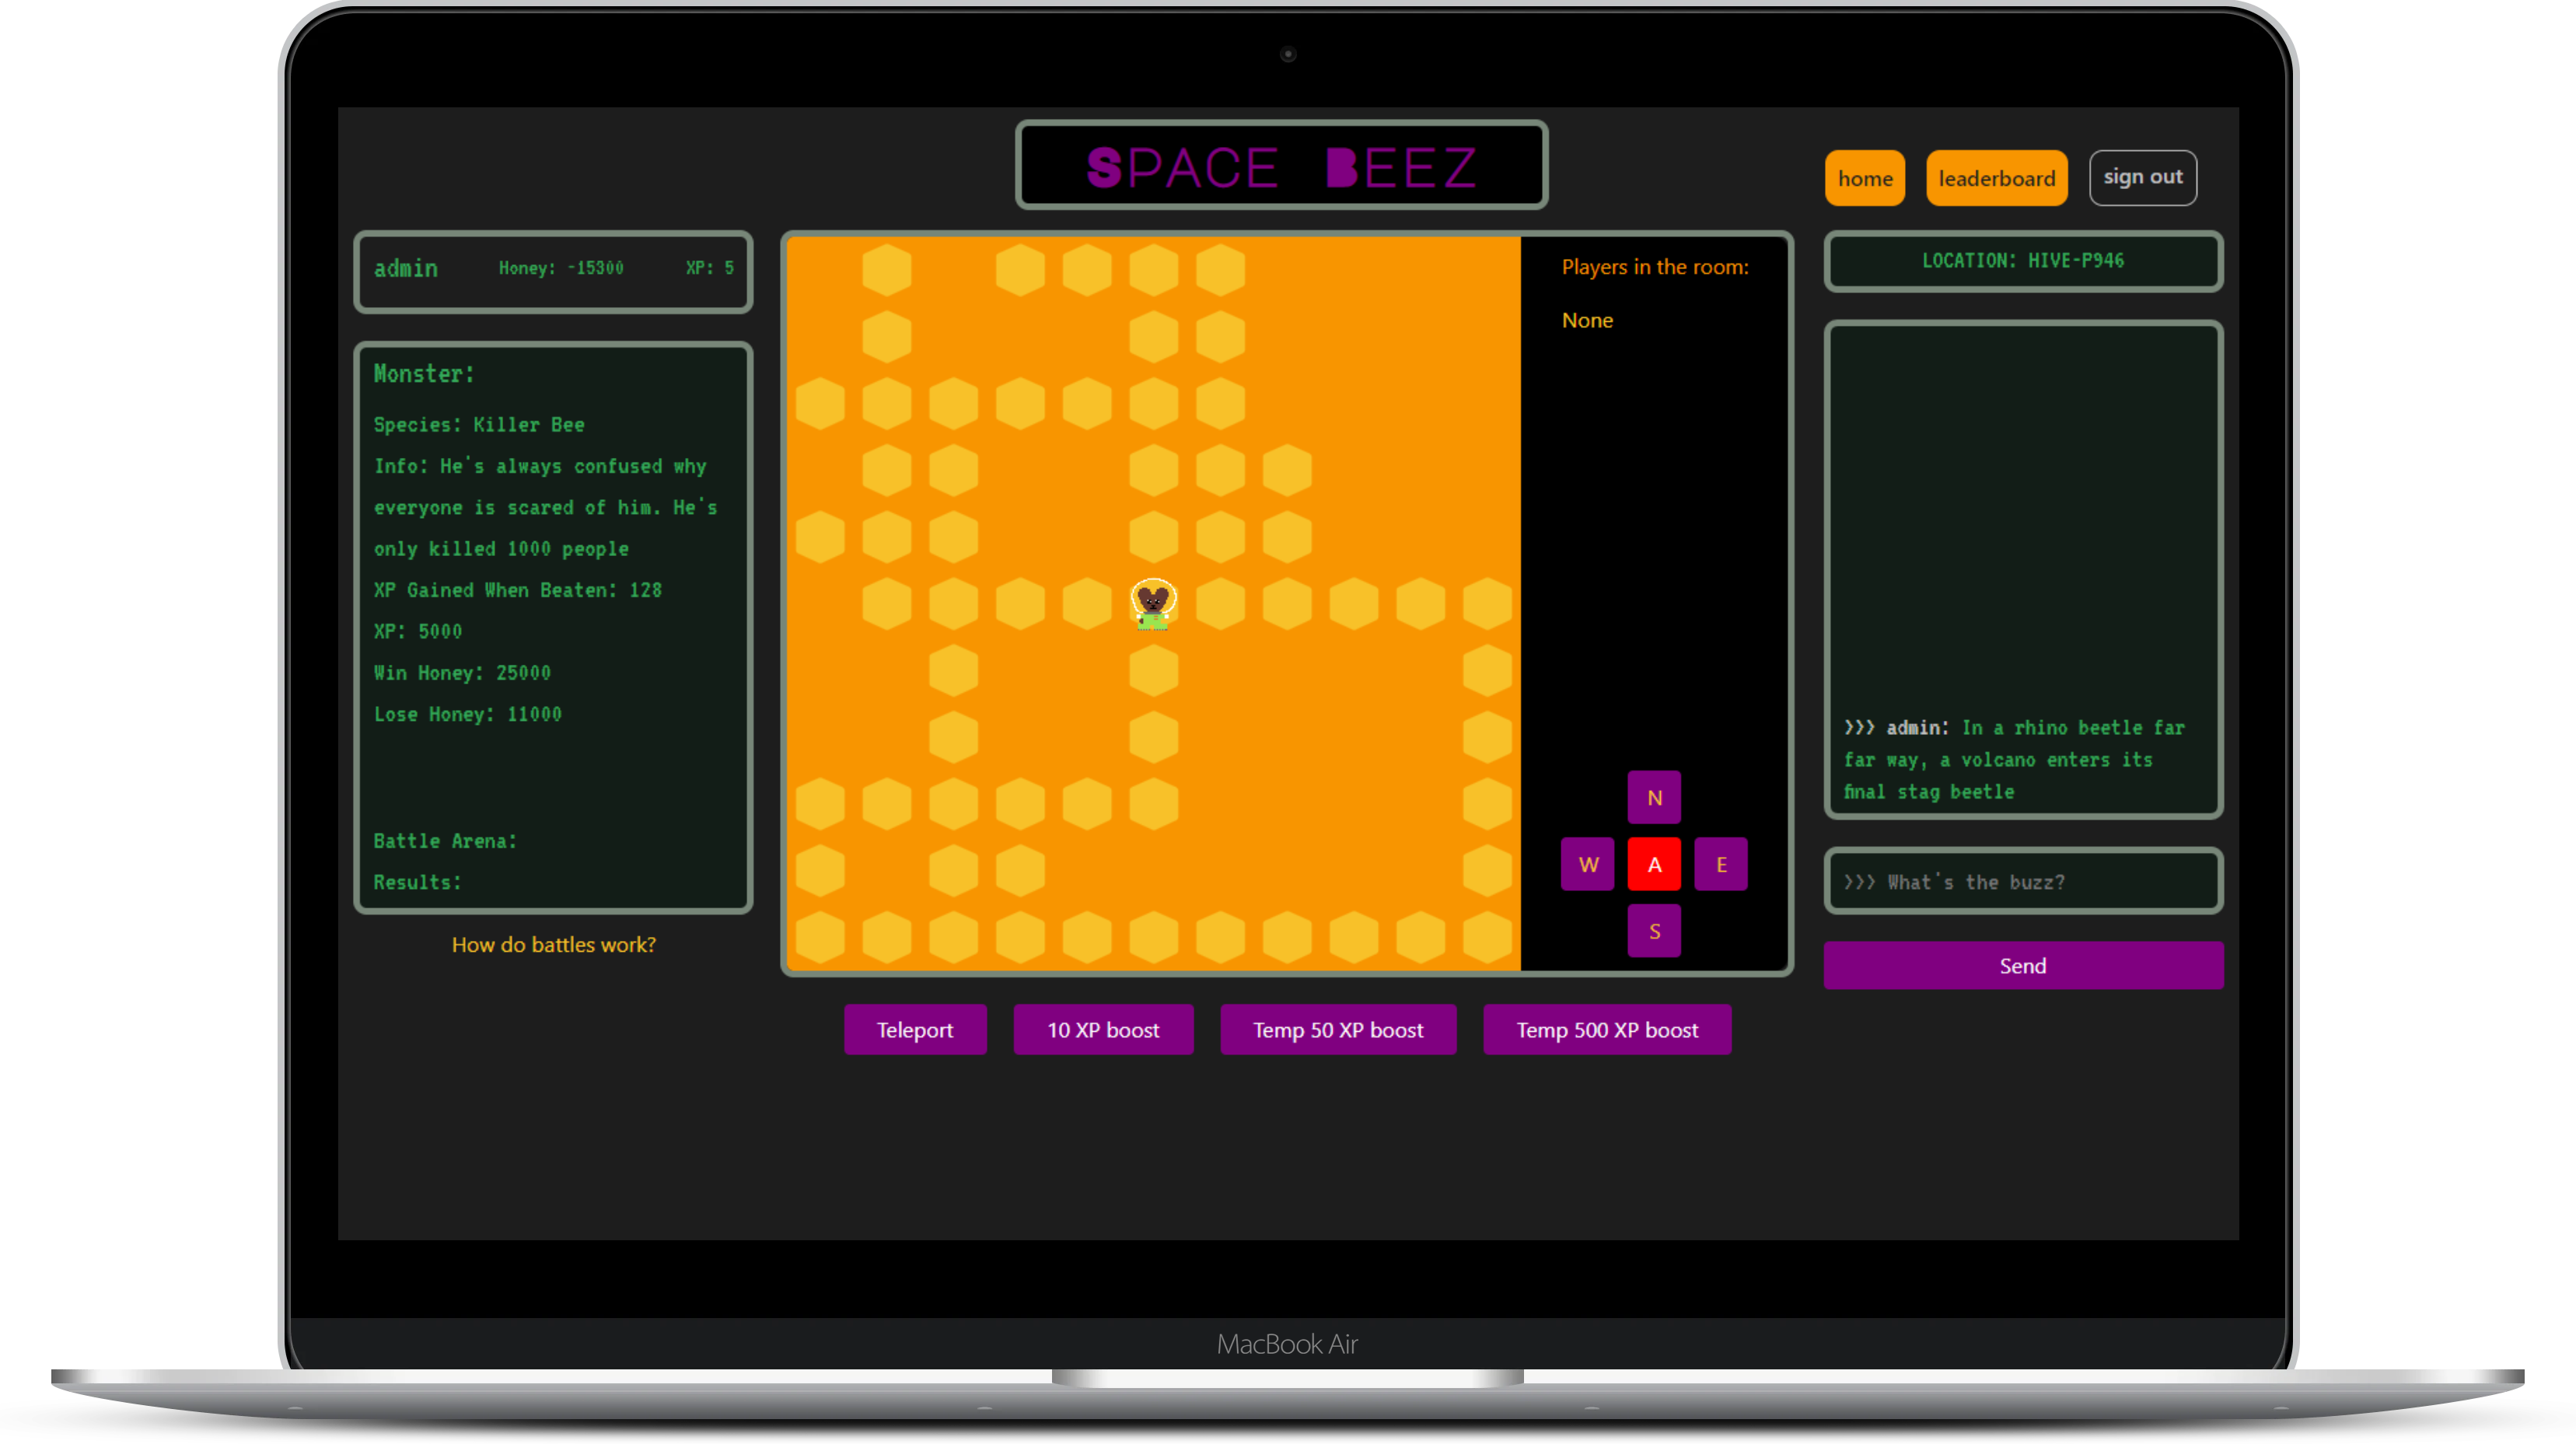 SPACE BEEZ
home
leaderboard
sign out
admin
Honey: -15300
XP: 5
Monster:
Species: Killer Bee
Info: He's always confused why
everyone is scared of him. He's
only killed 1000 people
XP Gained When Beaten: 128
XP: 5000
Win Honey: 25000
Lose Honey: 11000
Battle Arena:
Results:
How do battles work?
Players in the room:
None
N
W
A
E
S
Teleport
10 XP boost
Temp 50 XP boost
Temp 500 XP boost
LOCATION: HIVE-P946
>>> admin: In a rhino beetle far
far way, a volcano enters its
final stag beetle
>>> What's the buzz?
Send
MacBook Air